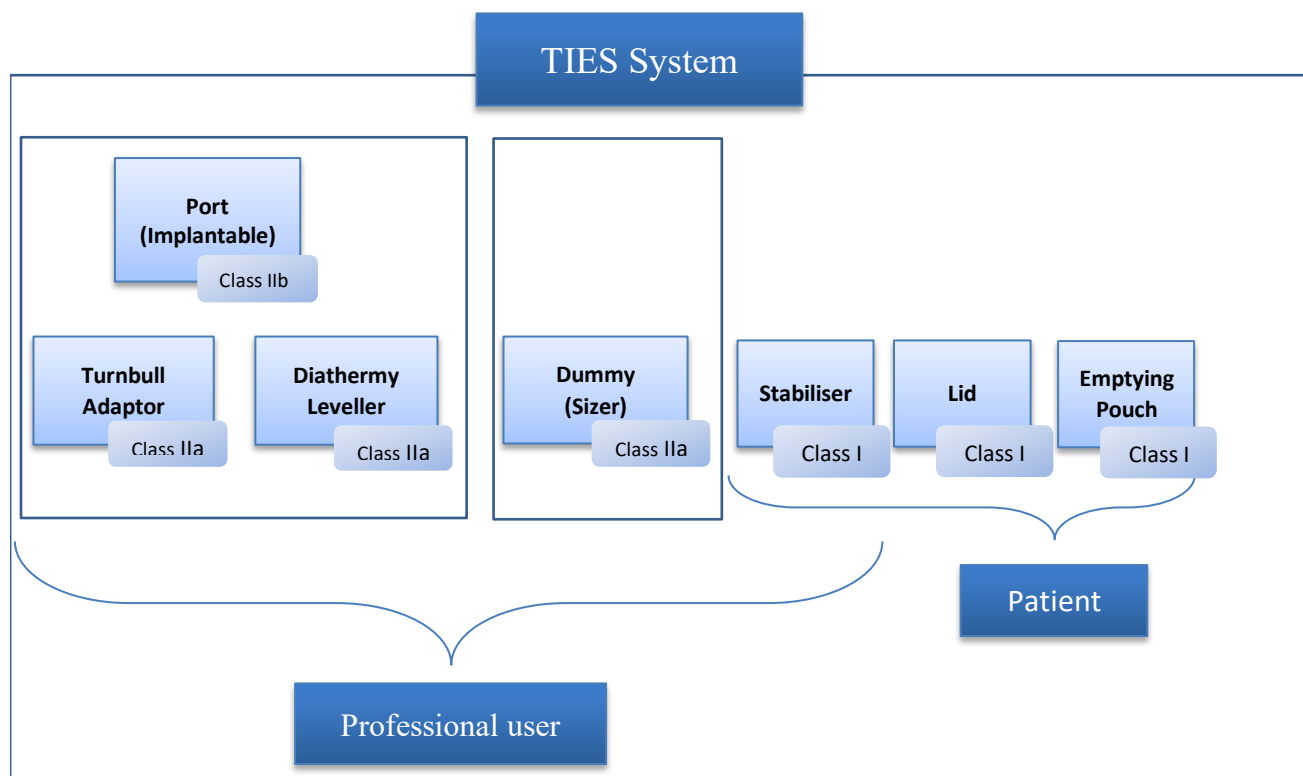 TIES System
Port
(Implantable)
Class IIb
Turnbull
Adaptor
Class IIa
Diathermy
Leveller
Class IIa
Dummy
(Sizer)
Class IIa
Stabiliser
Class I
Lid
Class I
Emptying
Pouch
Class I
Patient
Professional user